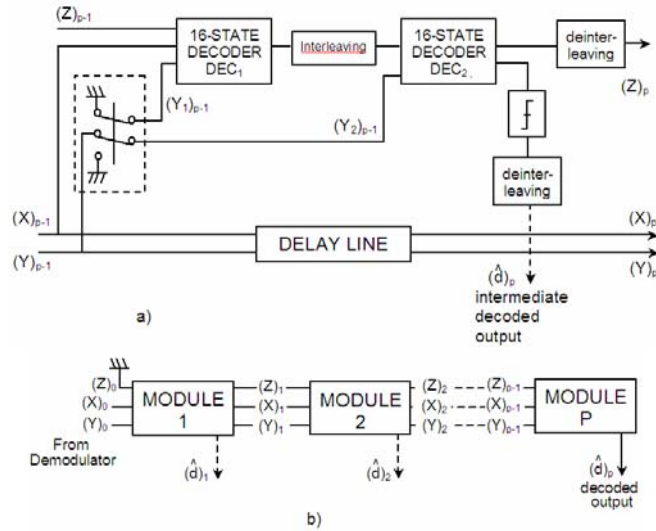 (Z)p-1
16-STATE
DECODER
DEC1
Interleaving
16-STATE
DECODER
DEC2 .
deinter-
leaving
(Z)p
(Y1)p-1
(Y2)p-1
deinter-
leaving
(X)p-1
(X)p
DELAY LINE
(Y)p-1
(Y)p
(d̂)p
intermediate
decoded
output
a)
(Z)0
(X)0
(Y)0
From
Demodulator
MODULE
1
(Z)1
(X)1
(Y)1
MODULE
2
(Z)2
(X)2
(Y)2
(Z)p-1
(X)p-1
(Y)p-1
MODULE
P
(d̂)1
(d̂)2
(d̂)p
decoded
output
b)